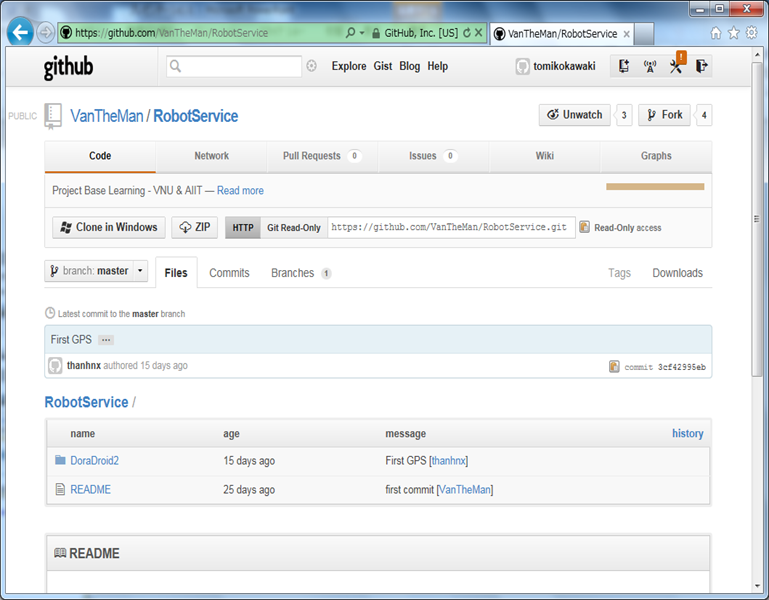 https://github.com/VanTheMan/RobotService GitHub, Inc. [US] VanTheMan/RobotService
github Explore Gist Blog Help tomikokawaki
PUBLIC VanTheMan / RobotService Unwatch 3 Fork 4
Code Network Pull Requests 0 Issues 0 Wiki Graphs
Project Base Learning - VNU & AIIT — Read more
Clone in Windows ZIP HTTP Git Read-Only https://github.com/VanTheMan/RobotService.git Read-Only access
branch: master Files Commits Branches 1 Tags Downloads
Latest commit to the master branch
First GPS ...
thanhnx authored 15 days ago commit 3cf42995eb
RobotService /
name age message history
DoraDroid2 15 days ago First GPS [thanhnx]
README 25 days ago first commit [VanTheMan]
README